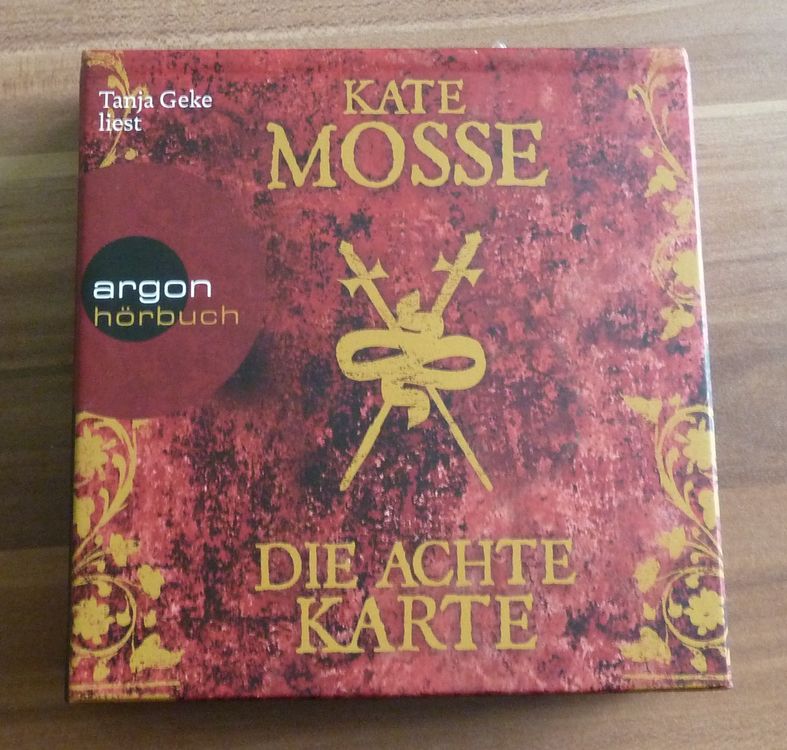 Tanja Geke
liest
KATE
MOSSE
argon
hörbuch
DIE ACHTE
KARTE